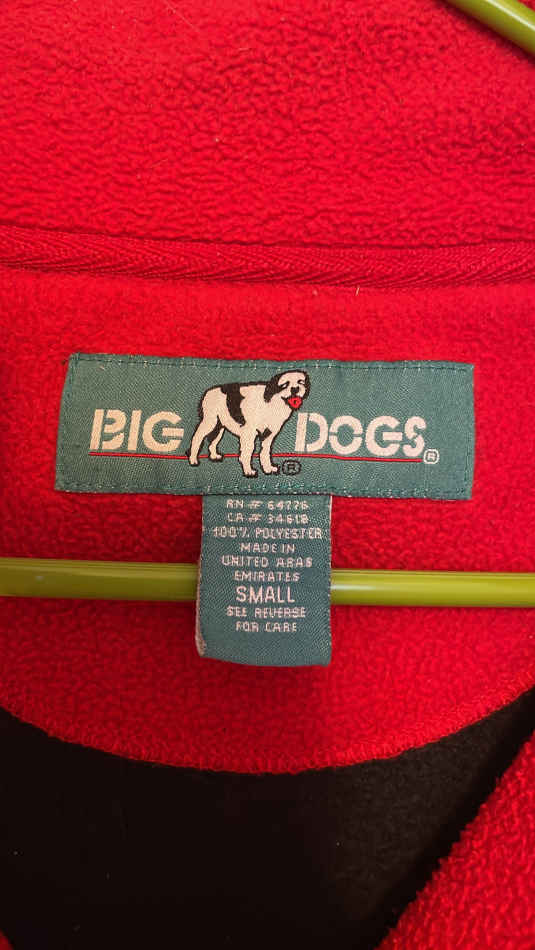 BIG DOGS®
®
RN # 64776
CA # 34618
100% POLYESTER
MADE IN
UNITED ARAB
EMIRATES
SMALL
SEE REVERSE
FOR CARE